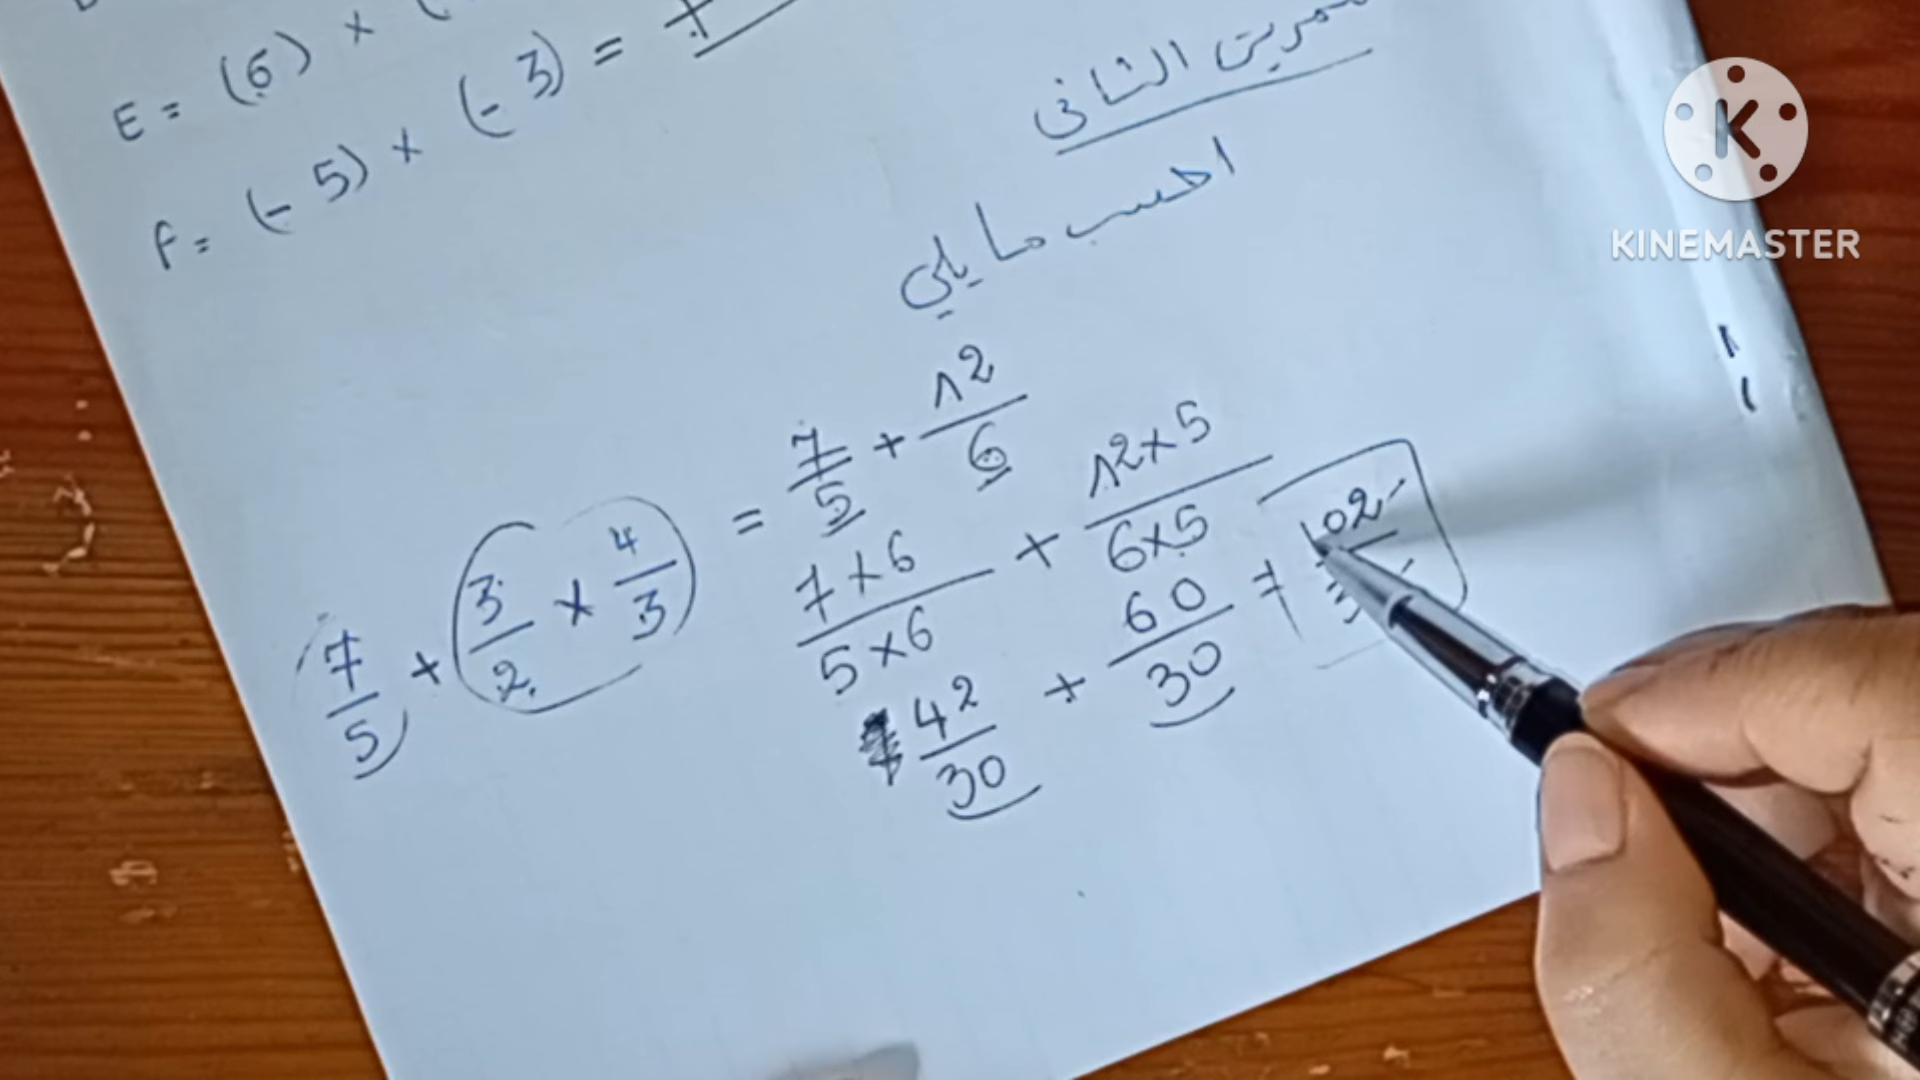 E = (6) ×
F = (- 5) × (- 3) = +
التمرين الثاني
احسب ما يلي
7/5 + (3/2 × 4/3) = 7/5 + 12/6
7×6/5×6 + 12×5/6×5
42/30 + 60/30 = 102
K
KINEMASTER